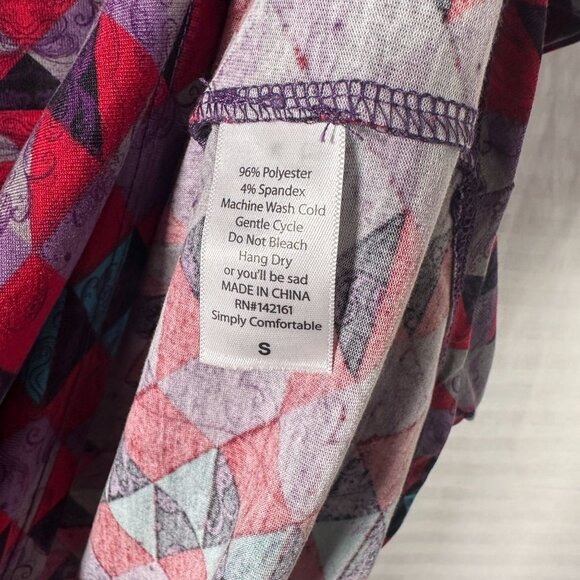 96% Polyester
4% Spandex
Machine Wash Cold
Gentle Cycle
Do Not Bleach
Hang Dry
or you'll be sad
MADE IN CHINA
RN#142161
Simply Comfortable
S